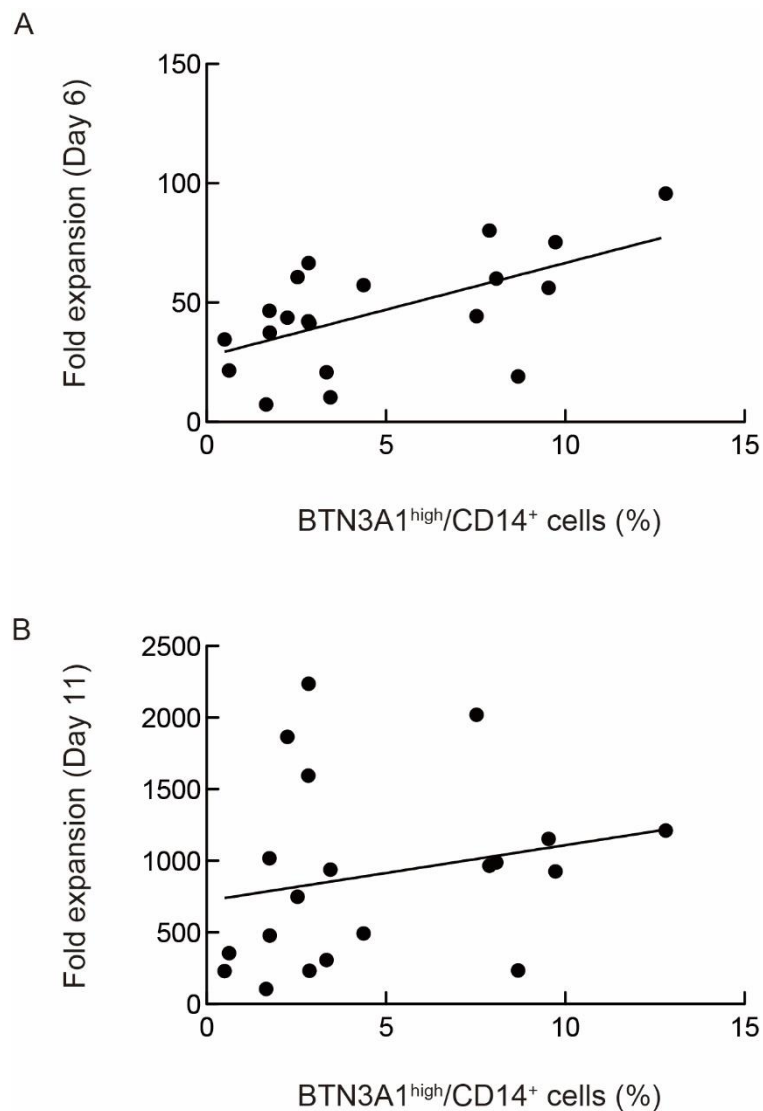 A
Fold expansion (Day 6)
150
100
50
0
0 5 10 15
BTN3A1high/CD14+ cells (%)
B
Fold expansion (Day 11)
2500
2000
1500
1000
500
0
0 5 10 15
BTN3A1high/CD14+ cells (%)